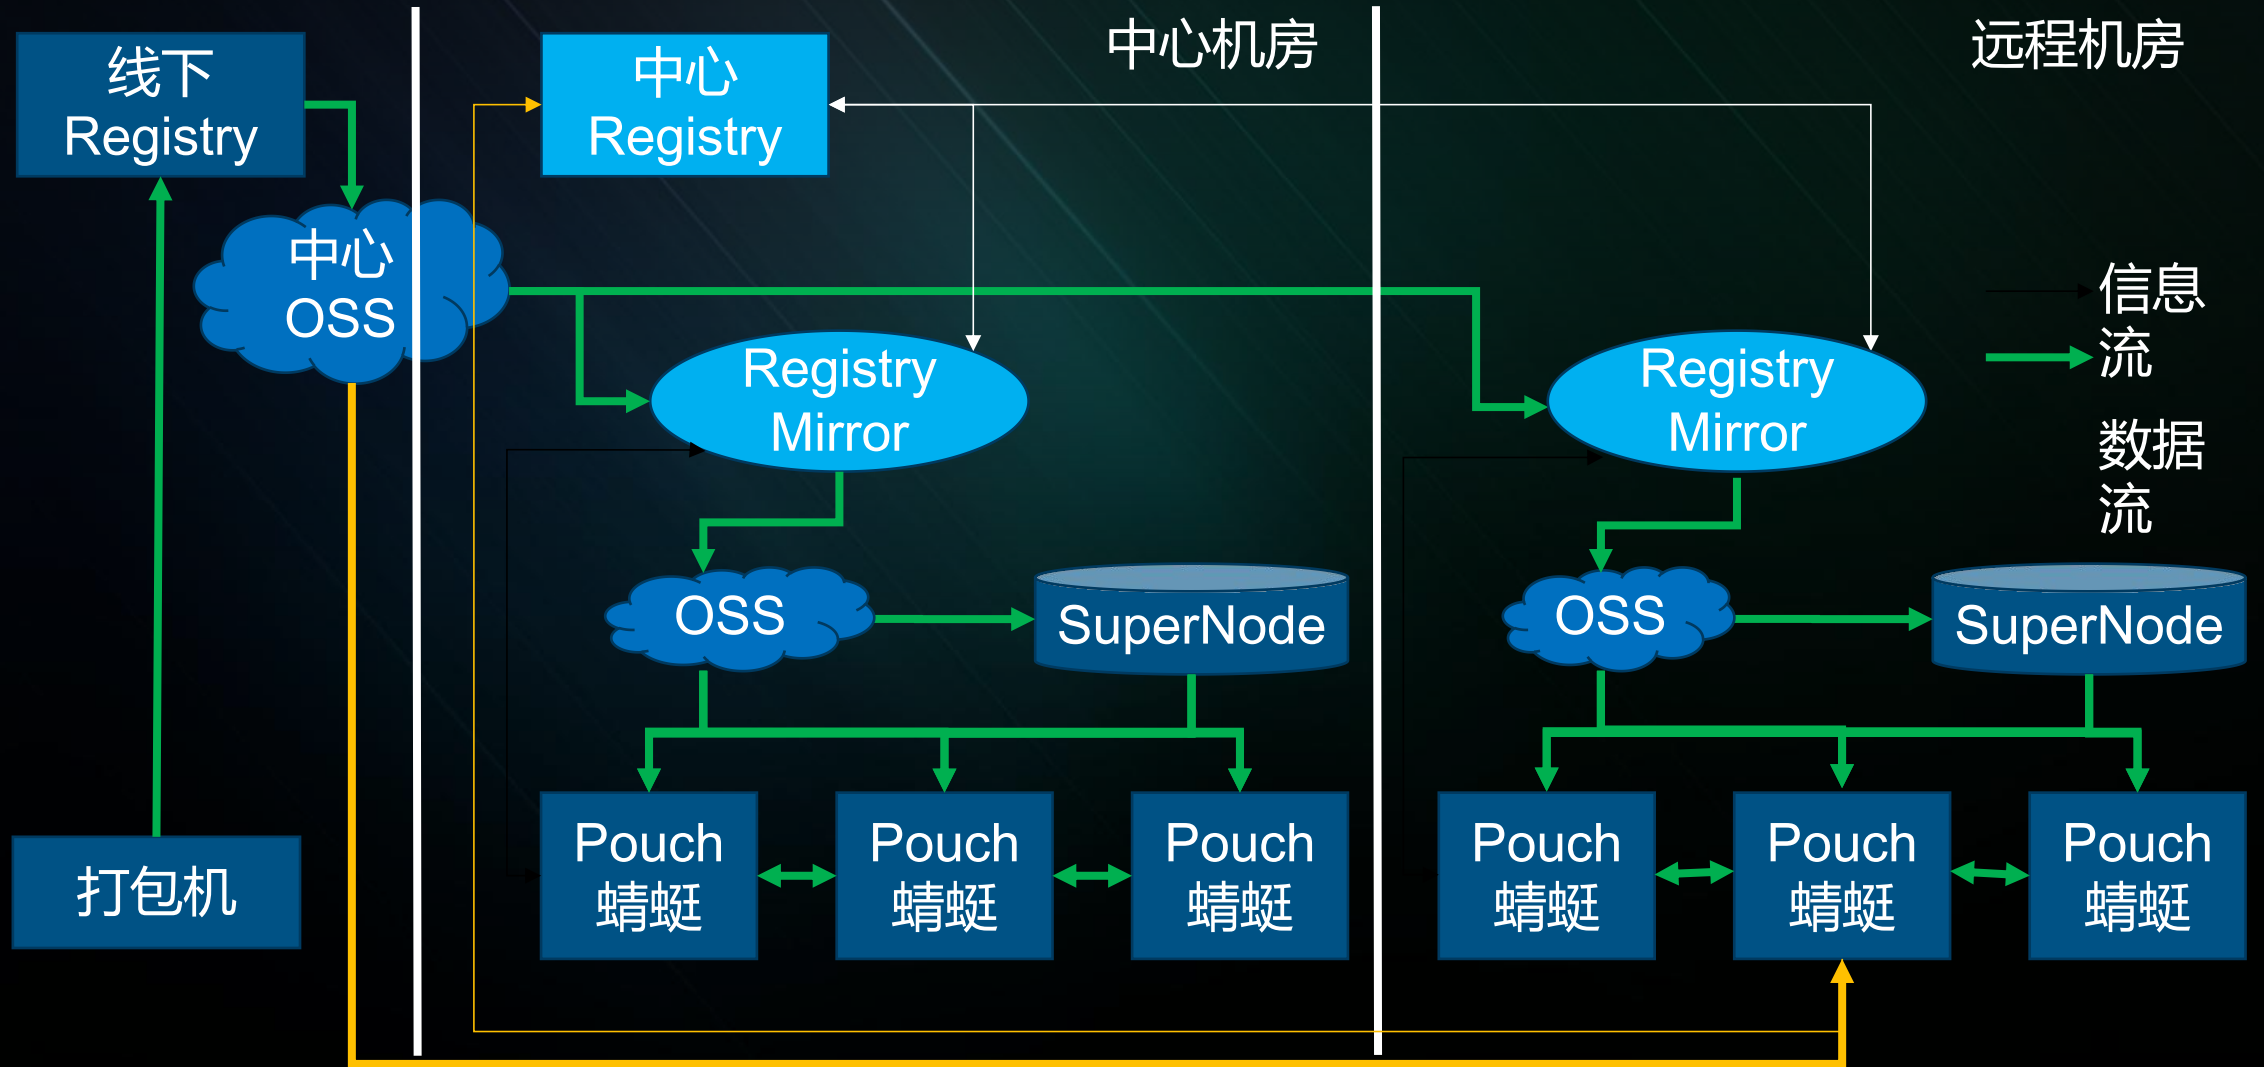 线下
Registry
中心
Registry
中心机房
远程机房
中心
OSS
信息
流
数据
流
Registry
Mirror
Registry
Mirror
OSS
SuperNode
OSS
SuperNode
打包机
Pouch
蜻蜓
Pouch
蜻蜓
Pouch
蜻蜓
Pouch
蜻蜓
Pouch
蜻蜓
Pouch
蜻蜓